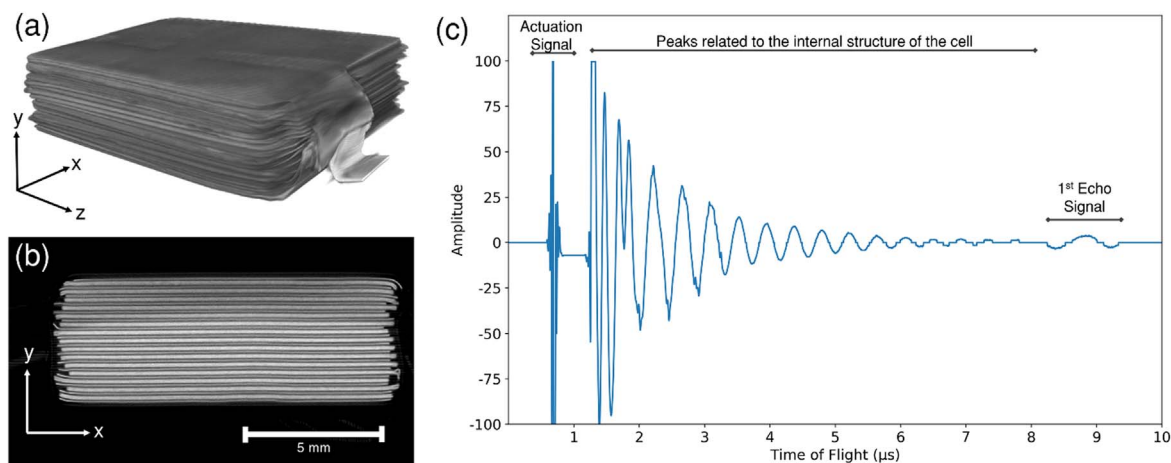 (a)
y
x
z
(b)
y
x
5 mm
(c)
Actuation
Signal
Peaks related to the internal structure of the cell
1st Echo
Signal
Amplitude
100
75
50
25
0
-25
-50
-75
-100
1 2 3 4 5 6 7 8 9 10
Time of Flight (μs)